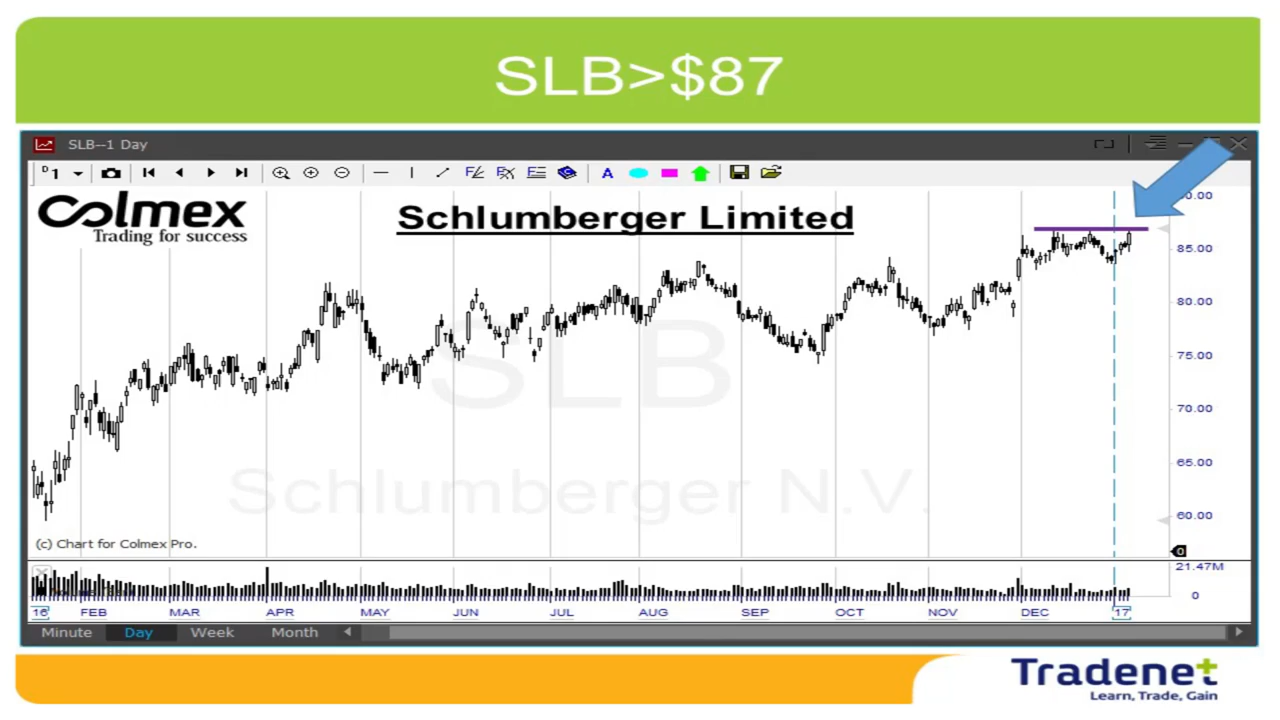 SLB>$87
SLB--1 Day
D1
A
Colmex
Trading for success
Schlumberger Limited
85.00
80.00
75.00
70.00
65.00
60.00
SLB
Schlumberger N.V.
(c) Chart for Colmex Pro.
0
21.47M
0
16 FEB MAR APR MAY JUN JUL AUG SEP OCT NOV DEC 17
Minute Day Week Month
Tradenet
Learn, Trade, Gain